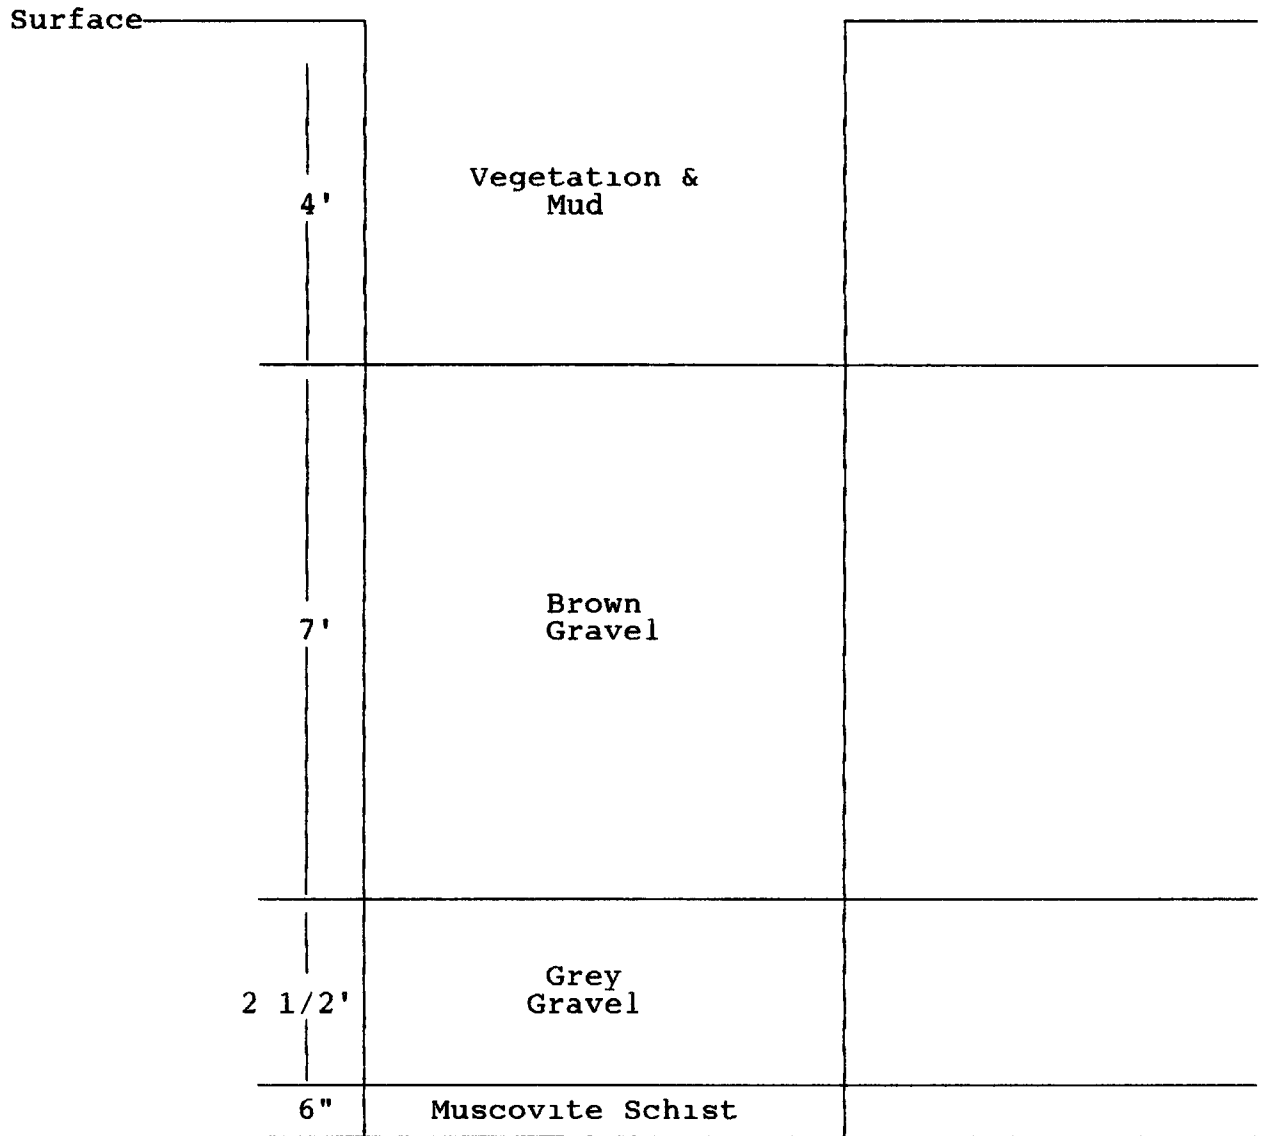 Surface
Vegetation &
4' Mud
Brown
7' Gravel
Grey
2 1/2' Gravel
6" Muscovite Schist